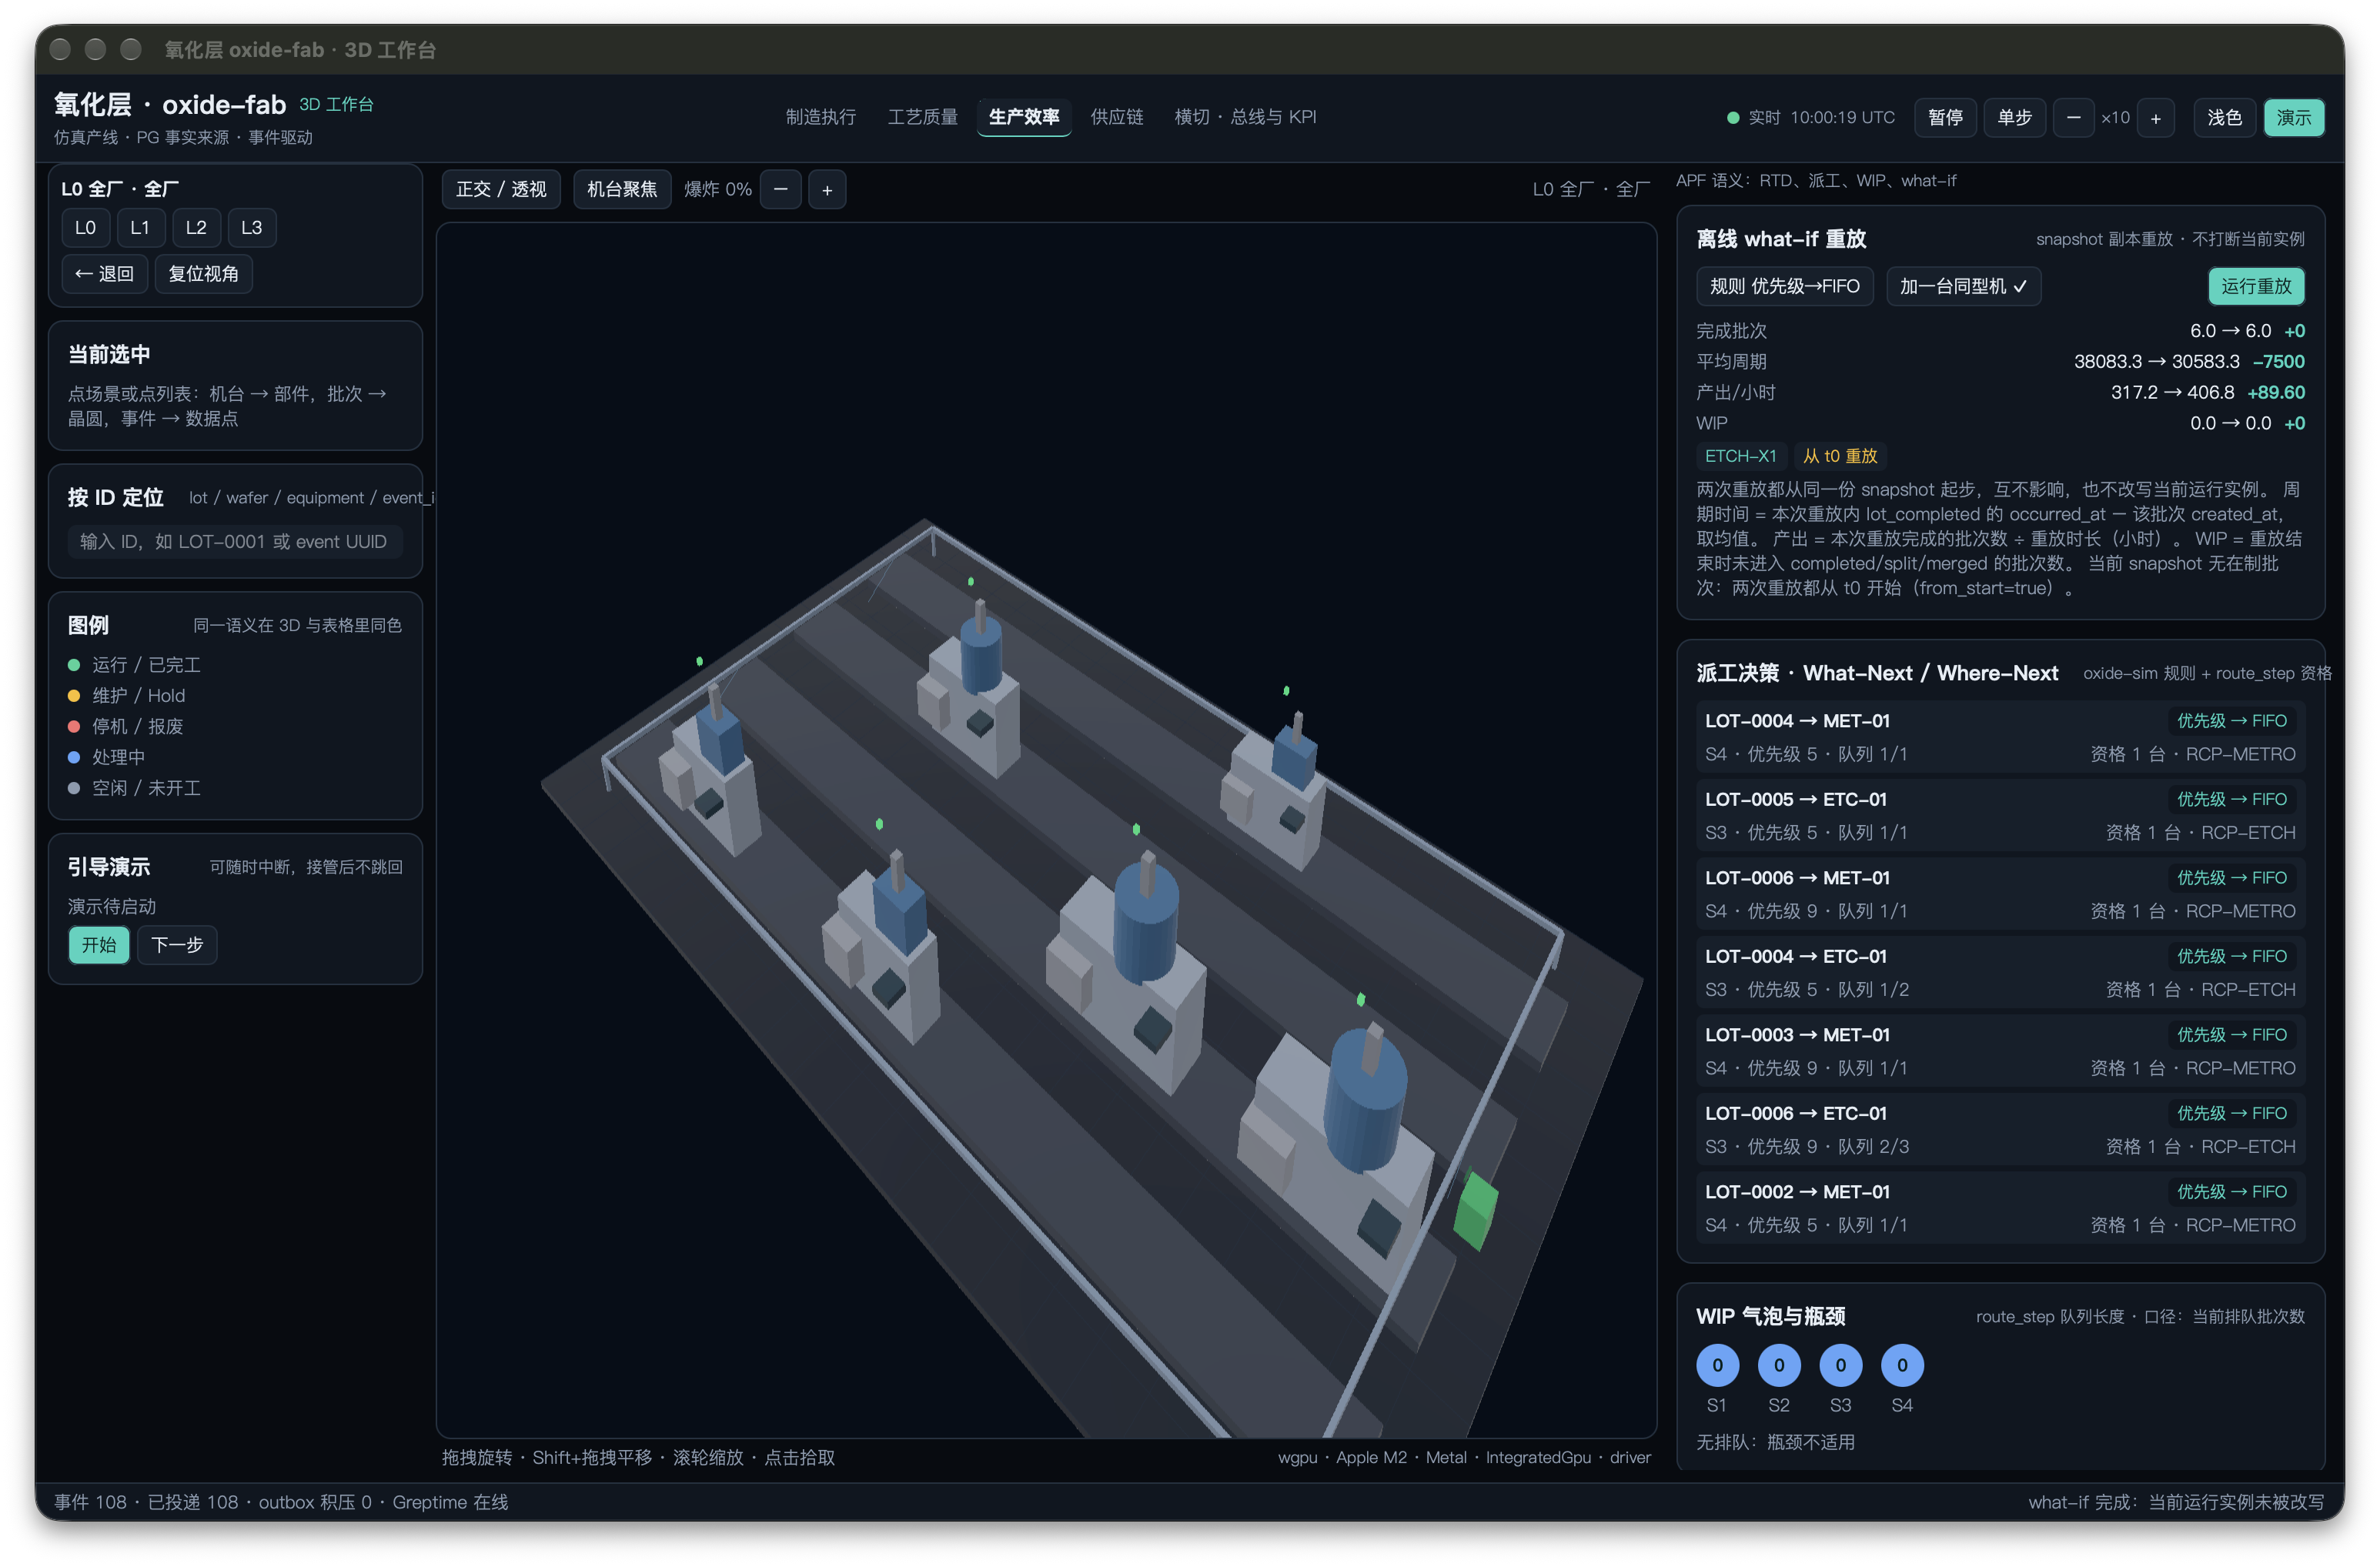 氧化层 oxide-fab · 3D 工作台
氧化层 · oxide-fab 3D 工作台
仿真产线 · PG 事实来源 · 事件驱动
制造执行 工艺质量 生产效率 供应链 横切 · 总线与 KPI
实时 10:00:19 UTC 暂停 单步 − ×10 + 浅色 演示
L0 全厂 · 全厂
L0 L1 L2 L3
← 退回 复位视角
当前选中
点场景或点列表：机台 → 部件，批次 →
晶圆，事件 → 数据点
按 ID 定位 lot / wafer / equipment / event_i
输入 ID，如 LOT-0001 或 event UUID
图例 同一语义在 3D 与表格里同色
运行 / 已完工
维护 / Hold
停机 / 报废
处理中
空闲 / 未开工
引导演示 可随时中断，接管后不跳回
演示待启动
开始 下一步
正交 / 透视 机台聚焦 爆炸 0% − + L0 全厂 · 全厂
拖拽旋转 · Shift+拖拽平移 · 滚轮缩放 · 点击拾取 wgpu · Apple M2 · Metal · IntegratedGpu · driver
APF 语义：RTD、派工、WIP、what-if
离线 what-if 重放 snapshot 副本重放 · 不打断当前实例
规则 优先级→FIFO 加一台同型机 ✓ 运行重放
完成批次 6.0 → 6.0 +0
平均周期 38083.3 → 30583.3 −7500
产出/小时 317.2 → 406.8 +89.60
WIP 0.0 → 0.0 +0
ETCH-X1 从 t0 重放
两次重放都从同一份 snapshot 起步，互不影响，也不改写当前运行实例。 周
期时间 = 本次重放内 lot_completed 的 occurred_at − 该批次 created_at，
取均值。 产出 = 本次重放完成的批次数 ÷ 重放时长（小时）。 WIP = 重放结
束时未进入 completed/split/merged 的批次数。 当前 snapshot 无在制批
次：两次重放都从 t0 开始（from_start=true）。
派工决策 · What-Next / Where-Next oxide-sim 规则 + route_step 资格
LOT-0004 → MET-01 优先级 → FIFO
S4 · 优先级 5 · 队列 1/1 资格 1 台 · RCP-METRO
LOT-0005 → ETC-01 优先级 → FIFO
S3 · 优先级 5 · 队列 1/1 资格 1 台 · RCP-ETCH
LOT-0006 → MET-01 优先级 → FIFO
S4 · 优先级 9 · 队列 1/1 资格 1 台 · RCP-METRO
LOT-0004 → ETC-01 优先级 → FIFO
S3 · 优先级 5 · 队列 1/2 资格 1 台 · RCP-ETCH
LOT-0003 → MET-01 优先级 → FIFO
S4 · 优先级 9 · 队列 1/1 资格 1 台 · RCP-METRO
LOT-0006 → ETC-01 优先级 → FIFO
S3 · 优先级 9 · 队列 2/3 资格 1 台 · RCP-ETCH
LOT-0002 → MET-01 优先级 → FIFO
S4 · 优先级 5 · 队列 1/1 资格 1 台 · RCP-METRO
WIP 气泡与瓶颈 route_step 队列长度 · 口径：当前排队批次数
0 0 0 0
S1 S2 S3 S4
无排队：瓶颈不适用
事件 108 · 已投递 108 · outbox 积压 0 · Greptime 在线 what-if 完成：当前运行实例未被改写